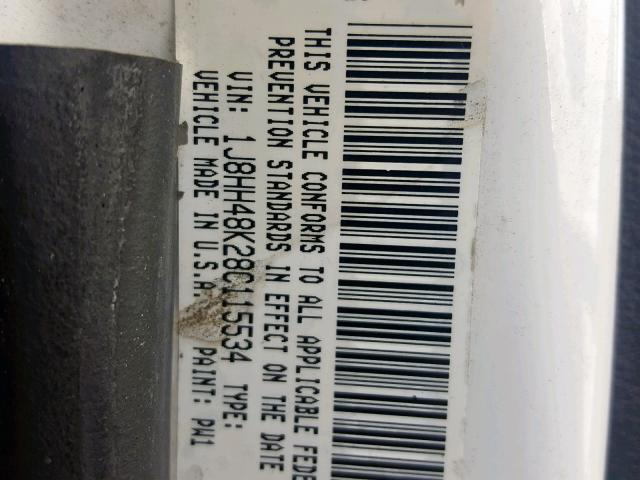 THIS VEHICLE CONFORMS TO ALL APPLICABLE FEDE
PREVENTION STANDARDS IN EFFECT ON THE DATE
VIN: 1J8HH48K28C115534 TYPE:
VEHICLE MADE IN U.S.A. PAINT: PW1